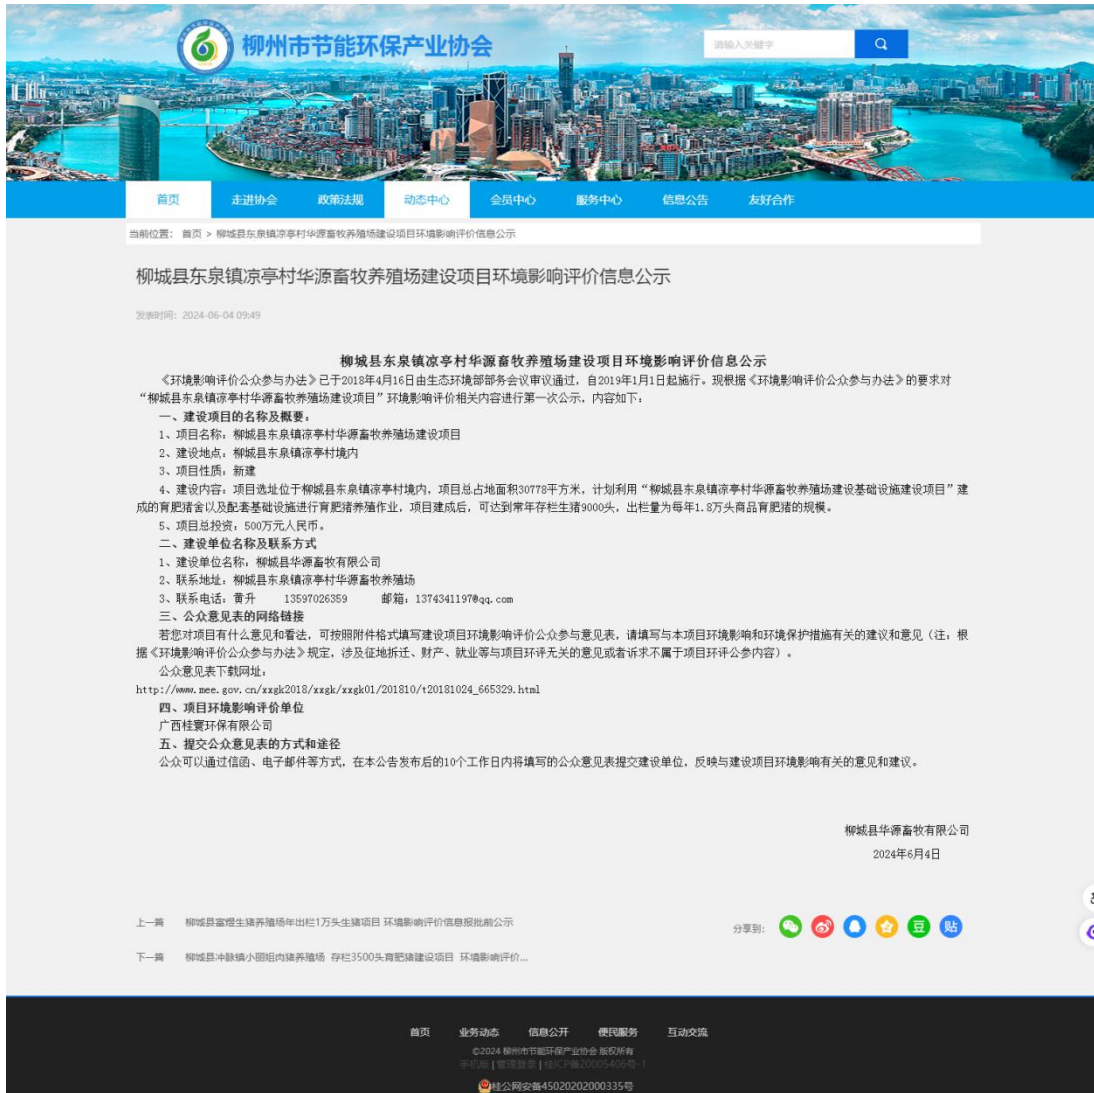 柳州市节能环保产业协会
请输入关键字
首页 走进协会 政策法规 动态中心 会员中心 服务中心 信息公告 友好合作
当前位置： 首页 > 柳城县东泉镇凉亭村华源畜牧养殖场建设项目环境影响评价信息公示
柳城县东泉镇凉亭村华源畜牧养殖场建设项目环境影响评价信息公示
发表时间：2024-06-04 09:49
柳城县东泉镇凉亭村华源畜牧养殖场建设项目环境影响评价信息公示
《环境影响评价公众参与办法》已于2018年4月16日由生态环境部部务会议审议通过，自2019年1月1日起施行。现根据《环境影响评价公众参与办法》的要求对
“柳城县东泉镇凉亭村华源畜牧养殖场建设项目”环境影响评价相关内容进行第一次公示，内容如下：
一、建设项目的名称及概要：
1、项目名称：柳城县东泉镇凉亭村华源畜牧养殖场建设项目
2、建设地点：柳城县东泉镇凉亭村境内
3、项目性质：新建
4、建设内容：项目选址位于柳城县东泉镇凉亭村境内，项目总占地面积30778平方米，计划利用“柳城县东泉镇凉亭村华源畜牧养殖场建设基础设施建设项目”建
成的育肥猪舍以及配套基础设施进行育肥猪养殖作业，项目建成后，可达到常年存栏生猪9000头，出栏量为每年1.8万头商品育肥猪的规模。
5、项目总投资：500万元人民币。
二、建设单位名称及联系方式
1、建设单位名称：柳城县华源畜牧有限公司
2、联系地址：柳城县东泉镇凉亭村华源畜牧养殖场
3、联系电话：黄升 13597026359 邮箱：1374341197@qq.com
三、公众意见表的网络链接
若您对项目有什么意见和看法，可按照附件格式填写建设项目环境影响评价公众参与意见表，请填写与本项目环境影响和环境保护措施有关的建议和意见（注：根
据《环境影响评价公众参与办法》规定，涉及征地拆迁、财产、就业等与项目环评无关的意见或者诉求不属于项目环评公参内容）。
公众意见表下载网址：
http://www.mee.gov.cn/xxgk2018/xxgk/xxgk01/201810/t20181024_665329.html
四、项目环境影响评价单位
广西桂寰环保有限公司
五、提交公众意见表的方式和途径
公众可以通过信函、电子邮件等方式，在本公告发布后的10个工作日内将填写的公众意见表提交建设单位，反映与建设项目环境影响有关的意见和建议。
柳城县华源畜牧有限公司
2024年6月4日
上一篇 柳城县富煜生猪养殖场年出栏1万头生猪项目 环境影响评价信息报批前公示
分享到： 豆 贴
下一篇 柳城县冲脉镇小丽姐肉猪养殖场 存栏3500头育肥猪建设项目 环境影响评价...
首页 业务动态 信息公开 便民服务 互动交流
©2024 柳州市节能环保产业协会 版权所有
手机版 | 管理登录 | 桂ICP备20005406号-1
桂公网安备45020202000335号